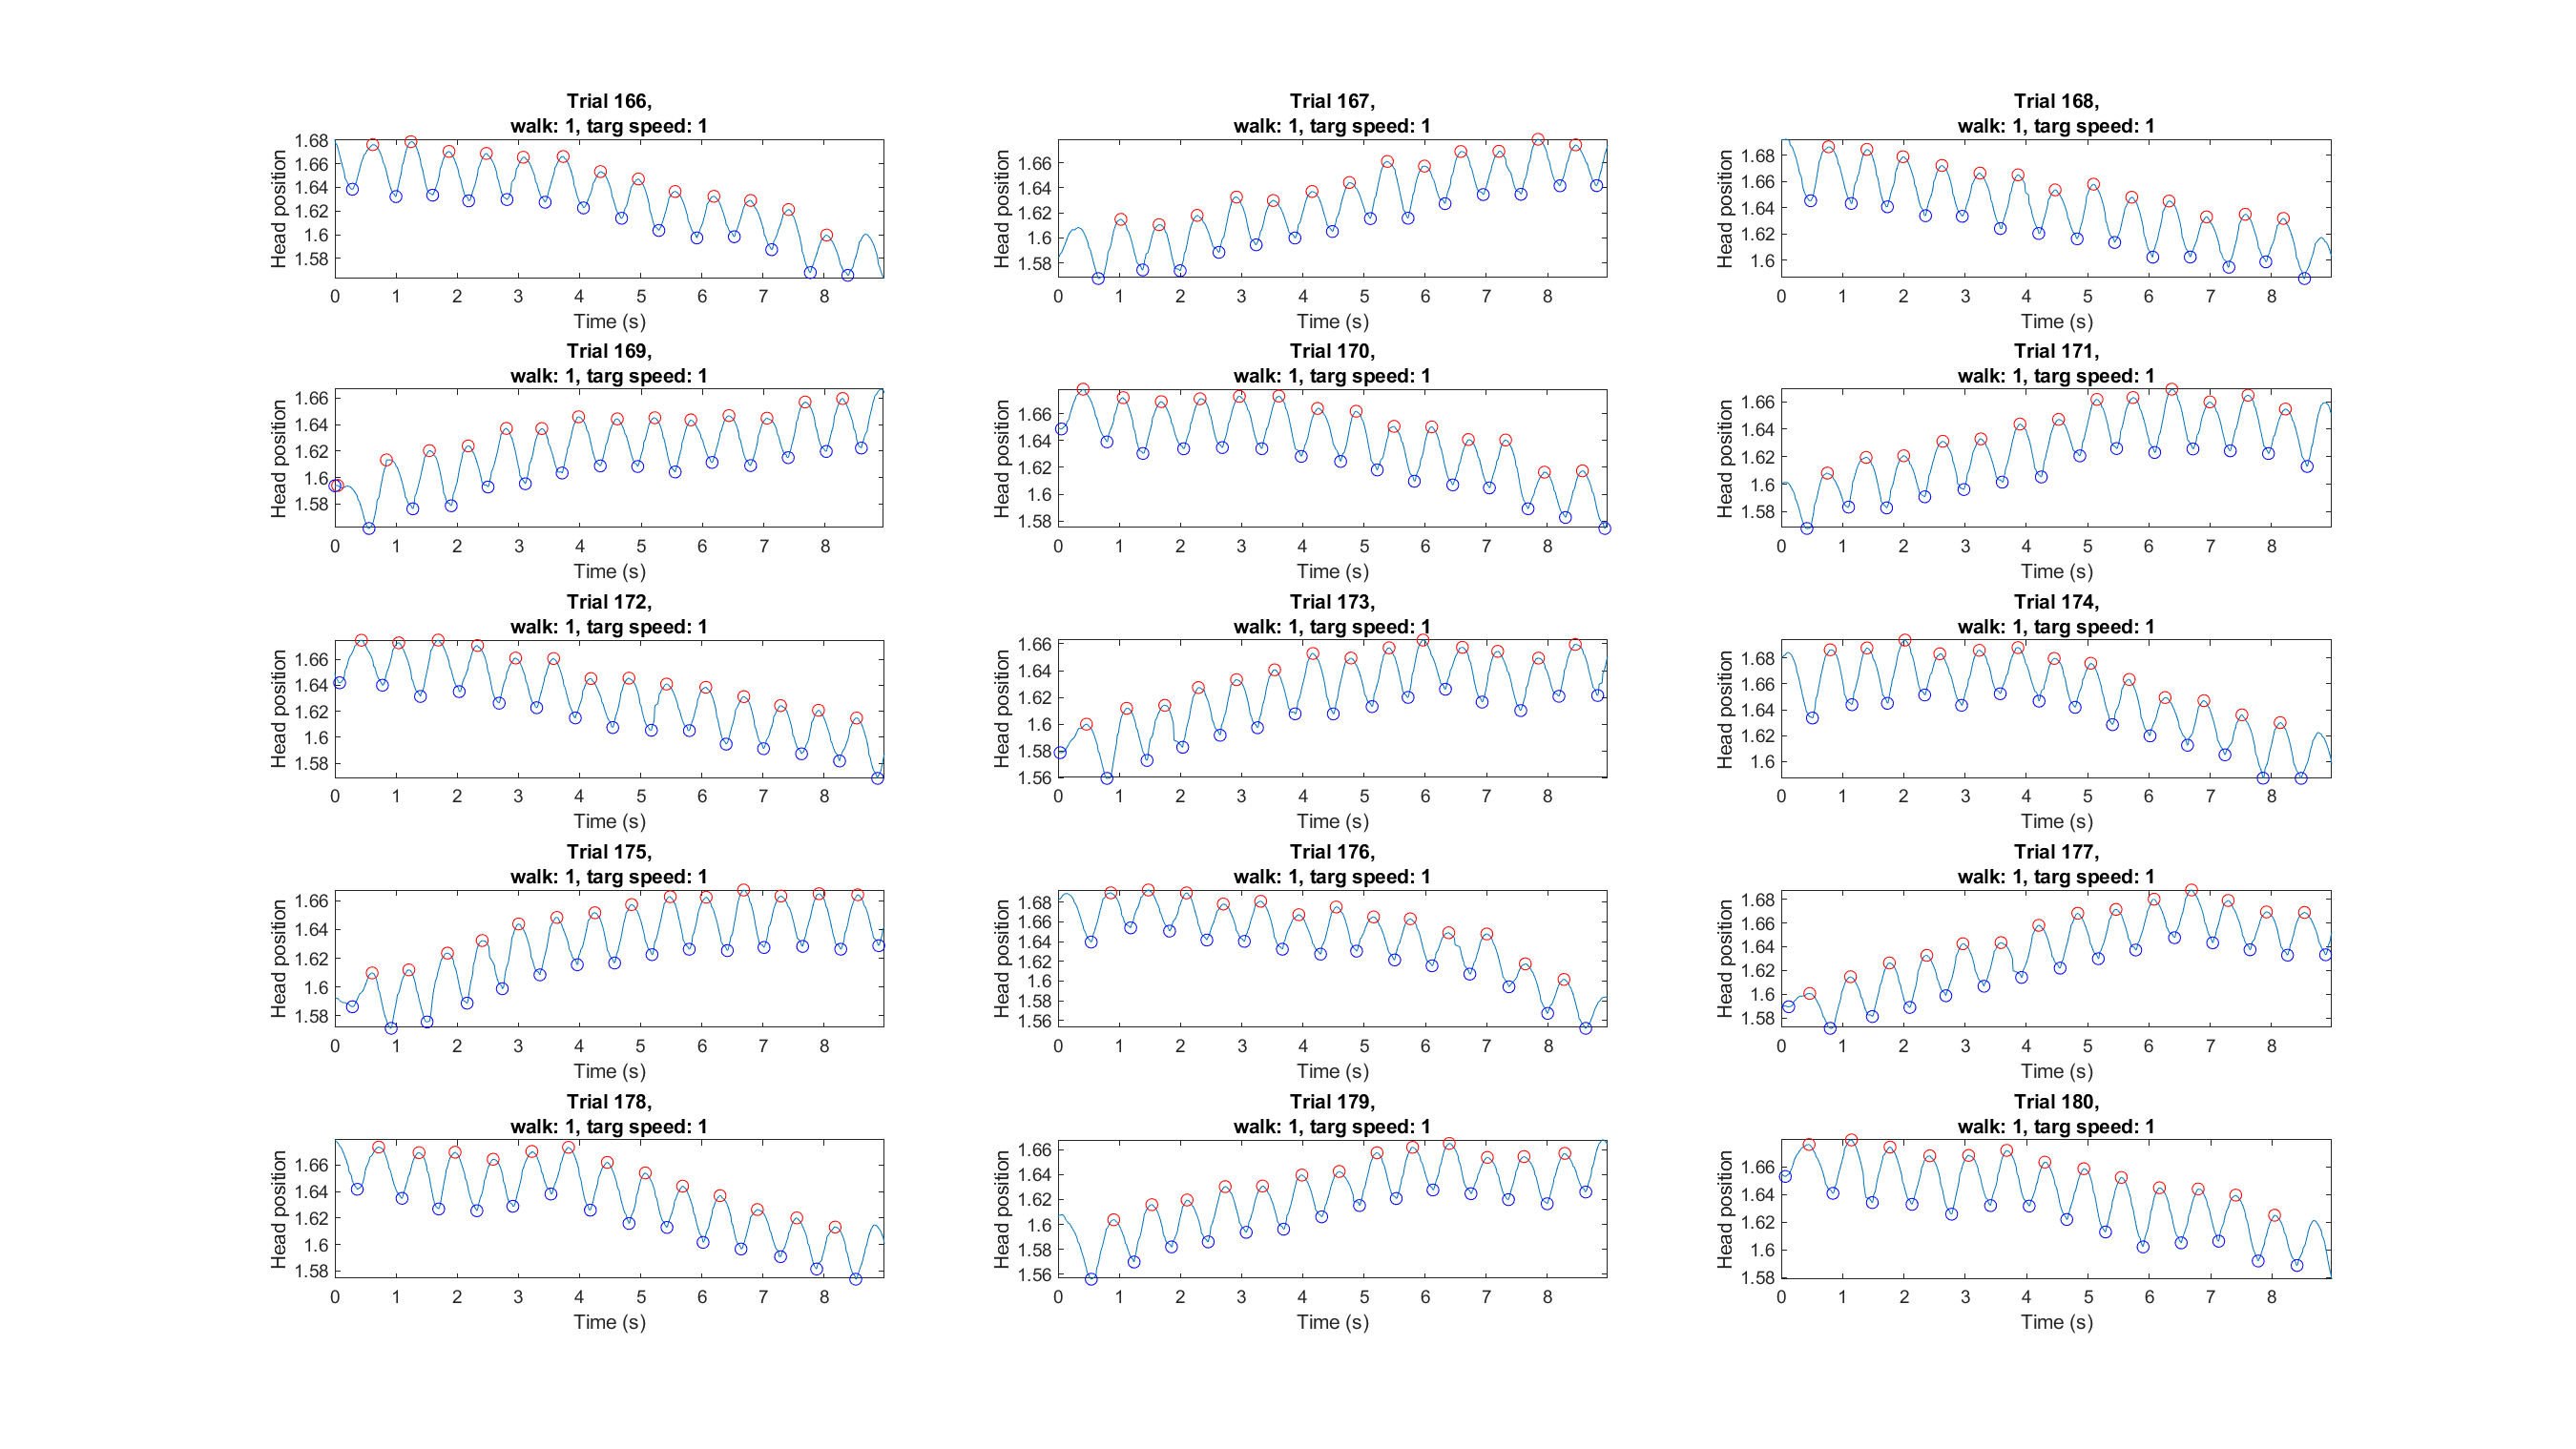 Trial 166,
walk: 1, targ speed: 1
1.68
1.66
1.64
1.62
1.6
1.58
Head position
0 1 2 3 4 5 6 7 8
Time (s)
Trial 167,
walk: 1, targ speed: 1
1.66
1.64
1.62
1.6
1.58
Head position
0 1 2 3 4 5 6 7 8
Time (s)
Trial 168,
walk: 1, targ speed: 1
1.68
1.66
1.64
1.62
1.6
Head position
0 1 2 3 4 5 6 7 8
Time (s)
Trial 169,
walk: 1, targ speed: 1
1.66
1.64
1.62
1.6
1.58
Head position
0 1 2 3 4 5 6 7 8
Time (s)
Trial 170,
walk: 1, targ speed: 1
1.66
1.64
1.62
1.6
1.58
Head position
0 1 2 3 4 5 6 7 8
Time (s)
Trial 171,
walk: 1, targ speed: 1
1.66
1.64
1.62
1.6
1.58
Head position
0 1 2 3 4 5 6 7 8
Time (s)
Trial 172,
walk: 1, targ speed: 1
1.66
1.64
1.62
1.6
1.58
Head position
0 1 2 3 4 5 6 7 8
Time (s)
Trial 173,
walk: 1, targ speed: 1
1.66
1.64
1.62
1.6
1.58
1.56
Head position
0 1 2 3 4 5 6 7 8
Time (s)
Trial 174,
walk: 1, targ speed: 1
1.68
1.66
1.64
1.62
1.6
Head position
0 1 2 3 4 5 6 7 8
Time (s)
Trial 175,
walk: 1, targ speed: 1
1.66
1.64
1.62
1.6
1.58
Head position
0 1 2 3 4 5 6 7 8
Time (s)
Trial 176,
walk: 1, targ speed: 1
1.68
1.66
1.64
1.62
1.6
1.58
1.56
Head position
0 1 2 3 4 5 6 7 8
Time (s)
Trial 177,
walk: 1, targ speed: 1
1.68
1.66
1.64
1.62
1.6
1.58
Head position
0 1 2 3 4 5 6 7 8
Time (s)
Trial 178,
walk: 1, targ speed: 1
1.66
1.64
1.62
1.6
1.58
Head position
0 1 2 3 4 5 6 7 8
Time (s)
Trial 179,
walk: 1, targ speed: 1
1.66
1.64
1.62
1.6
1.58
1.56
Head position
0 1 2 3 4 5 6 7 8
Time (s)
Trial 180,
walk: 1, targ speed: 1
1.66
1.64
1.62
1.6
1.58
Head position
0 1 2 3 4 5 6 7 8
Time (s)